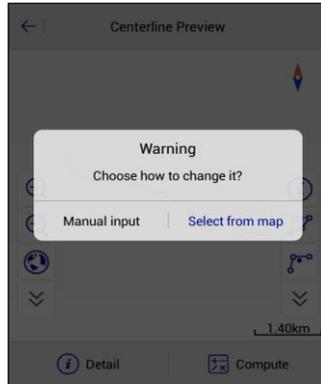 Centerline Preview
Warning
Choose how to change it?
Manual input Select from map
1.40km
Detail Compute